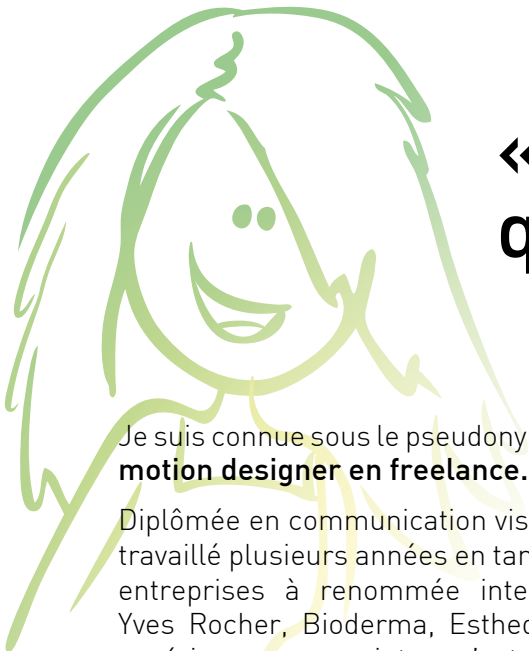 «
q
Je suis connue sous le pseudony
motion designer en freelance.
Diplômée en communication vis
travaillé plusieurs années en tan
entreprises à renommée inte
Yves Rocher, Bioderma, Esthed